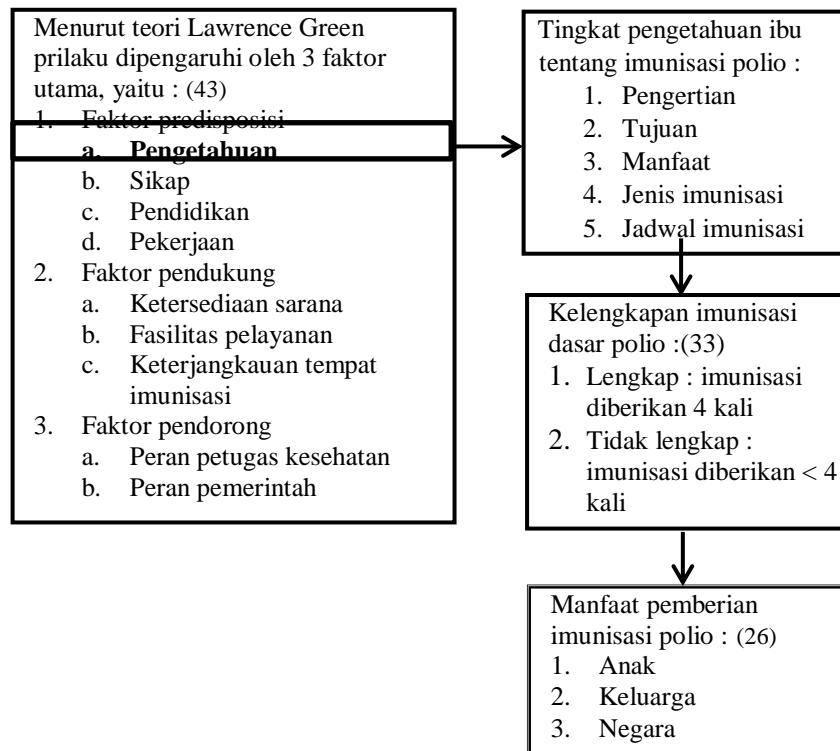 Menurut teori Lawrence Green
prilaku dipengaruhi oleh 3 faktor
utama, yaitu : (43)
1. Faktor predisposisi
a. Pengetahuan
b. Sikap
c. Pendidikan
d. Pekerjaan
2. Faktor pendukung
a. Ketersediaan sarana
b. Fasilitas pelayanan
c. Keterjangkauan tempat
imunisasi
3. Faktor pendorong
a. Peran petugas kesehatan
b. Peran pemerintah
Tingkat pengetahuan ibu
tentang imunisasi polio :
1. Pengertian
2. Tujuan
3. Manfaat
4. Jenis imunisasi
5. Jadwal imunisasi
Kelengkapan imunisasi
dasar polio :(33)
1. Lengkap : imunisasi
diberikan 4 kali
2. Tidak lengkap :
imunisasi diberikan < 4
kali
Manfaat pemberian
imunisasi polio : (26)
1. Anak
2. Keluarga
3. Negara